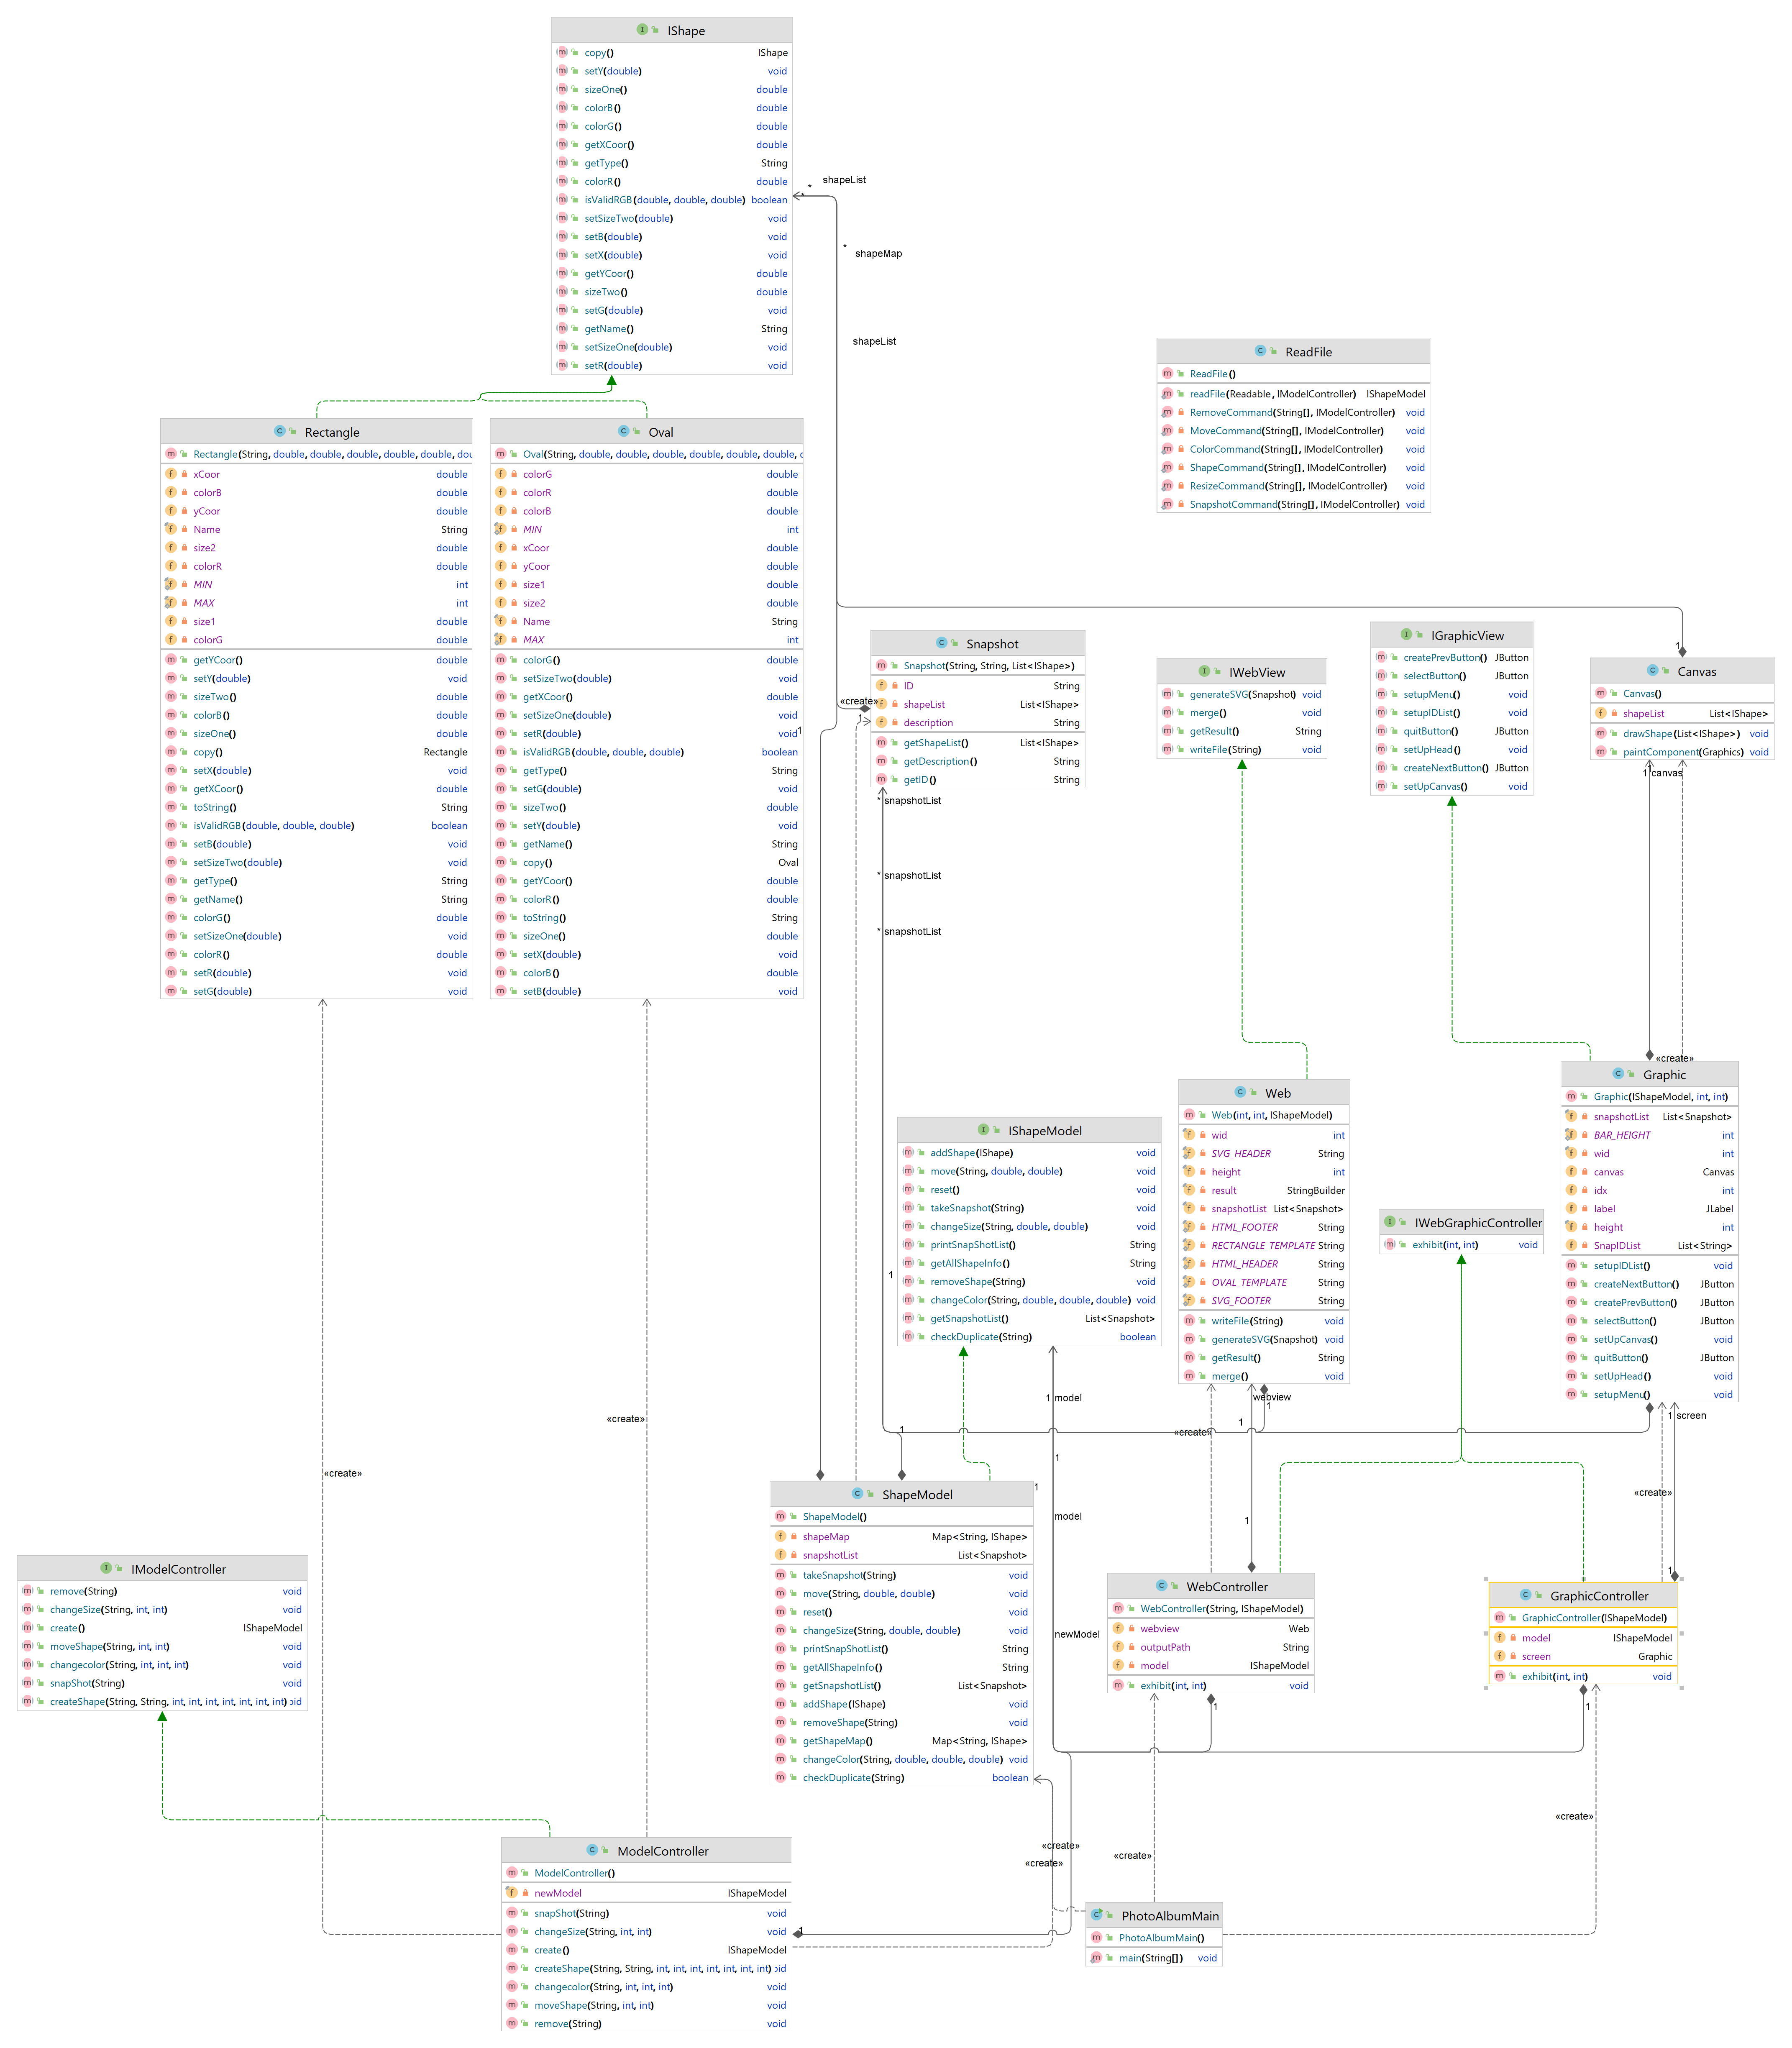 IShape
copy() IShape
setY(double) void
sizeOne() double
colorB() double
colorG() double
getXCoor() double
getType() String
colorR() double
isValidRGB(double, double, double) boolean
setSizeTwo(double) void
setB(double) void
setX(double) void
getYCoor() double
sizeTwo() double
setG(double) void
getName() String
setSizeOne(double) void
setR(double) void
* shapeList
*
* shapeMap
shapeList
ReadFile
ReadFile()
readFile(Readable, IModelController) IShapeModel
RemoveCommand(String[], IModelController) void
MoveCommand(String[], IModelController) void
ColorCommand(String[], IModelController) void
ShapeCommand(String[], IModelController) void
ResizeCommand(String[], IModelController) void
SnapshotCommand(String[], IModelController) void
Rectangle
Rectangle(String, double, double, double, double, double, dou
xCoor double
colorB double
yCoor double
Name String
size2 double
colorR double
MIN int
MAX int
size1 double
colorG double
getYCoor() double
setY(double) void
sizeTwo() double
colorB() double
sizeOne() double
copy() Rectangle
setX(double) void
getXCoor() double
toString() String
isValidRGB(double, double, double) boolean
setB(double) void
setSizeTwo(double) void
getType() String
getName() String
colorG() double
setSizeOne(double) void
colorR() double
setR(double) void
setG(double) void
Oval
Oval(String, double, double, double, double, double, double, d
colorG double
colorR double
colorB double
MIN int
xCoor double
yCoor double
size1 double
size2 double
Name String
MAX int
colorG() double
setSizeTwo(double) void
getXCoor() double
setSizeOne(double) void
setR(double) void
isValidRGB(double, double, double) boolean
getType() String
setG(double) void
sizeTwo() double
setY(double) void
getName() String
copy() Oval
getYCoor() double
colorR() double
toString() String
sizeOne() double
setX(double) void
colorB() double
setB(double) void
1
Snapshot
Snapshot(String, String, List<IShape>)
ID String
shapeList List<IShape>
description String
getShapeList() List<IShape>
getDescription() String
getID() String
«create»
1
* snapshotList
* snapshotList
* snapshotList
IWebView
generateSVG(Snapshot) void
merge() void
getResult() String
writeFile(String) void
IGraphicView
createPrevButton() JButton
selectButton() JButton
setupMenu() void
setupIDList() void
quitButton() JButton
setUpHead() void
createNextButton() JButton
setUpCanvas() void
1
Canvas
Canvas()
shapeList List<IShape>
drawShape(List<IShape>) void
paintComponent(Graphics) void
1 canvas
«create»
Graphic
Graphic(IShapeModel, int, int)
snapshotList List<Snapshot>
BAR_HEIGHT int
wid int
canvas Canvas
idx int
label JLabel
height int
SnapIDList List<String>
setupIDList() void
createNextButton() JButton
createPrevButton() JButton
selectButton() JButton
setUpCanvas() void
quitButton() JButton
setUpHead() void
setupMenu() void
1 screen
Web
Web(int, int, IShapeModel)
wid int
SVG_HEADER String
height int
result StringBuilder
snapshotList List<Snapshot>
HTML_FOOTER String
RECTANGLE_TEMPLATE String
HTML_HEADER String
OVAL_TEMPLATE String
SVG_FOOTER String
writeFile(String) void
generateSVG(Snapshot) void
getResult() String
merge() void
webview
1
1
«create»
IShapeModel
addShape(IShape) void
move(String, double, double) void
reset() void
takeSnapshot(String) void
changeSize(String, double, double) void
printSnapShotList() String
getAllShapeInfo() String
removeShape(String) void
changeColor(String, double, double, double) void
getSnapshotList() List<Snapshot>
checkDuplicate(String) boolean
1
1 model
1
1
model
1
newModel
IWebGraphicController
exhibit(int, int) void
«create»
«create»
«create»
1
ShapeModel
ShapeModel()
shapeMap Map<String, IShape>
snapshotList List<Snapshot>
takeSnapshot(String) void
move(String, double, double) void
reset() void
changeSize(String, double, double) void
printSnapShotList() String
getAllShapeInfo() String
getSnapshotList() List<Snapshot>
addShape(IShape) void
removeShape(String) void
getShapeMap() Map<String, IShape>
changeColor(String, double, double, double) void
checkDuplicate(String) boolean
IModelController
remove(String) void
changeSize(String, int, int) void
create() IShapeModel
moveShape(String, int, int) void
changecolor(String, int, int, int) void
snapShot(String) void
createShape(String, String, int, int, int, int, int, int, int) oid
WebController
WebController(String, IShapeModel)
webview Web
outputPath String
model IShapeModel
exhibit(int, int) void
1
1
GraphicController
GraphicController(IShapeModel)
model IShapeModel
screen Graphic
exhibit(int, int) void
1
«create»
«create»
«create»
«create»
ModelController
ModelController()
newModel IShapeModel
snapShot(String) void
changeSize(String, int, int) void
create() IShapeModel
createShape(String, String, int, int, int, int, int, int, int) oid
changecolor(String, int, int, int) void
moveShape(String, int, int) void
remove(String) void
1
PhotoAlbumMain
PhotoAlbumMain()
main(String[]) void